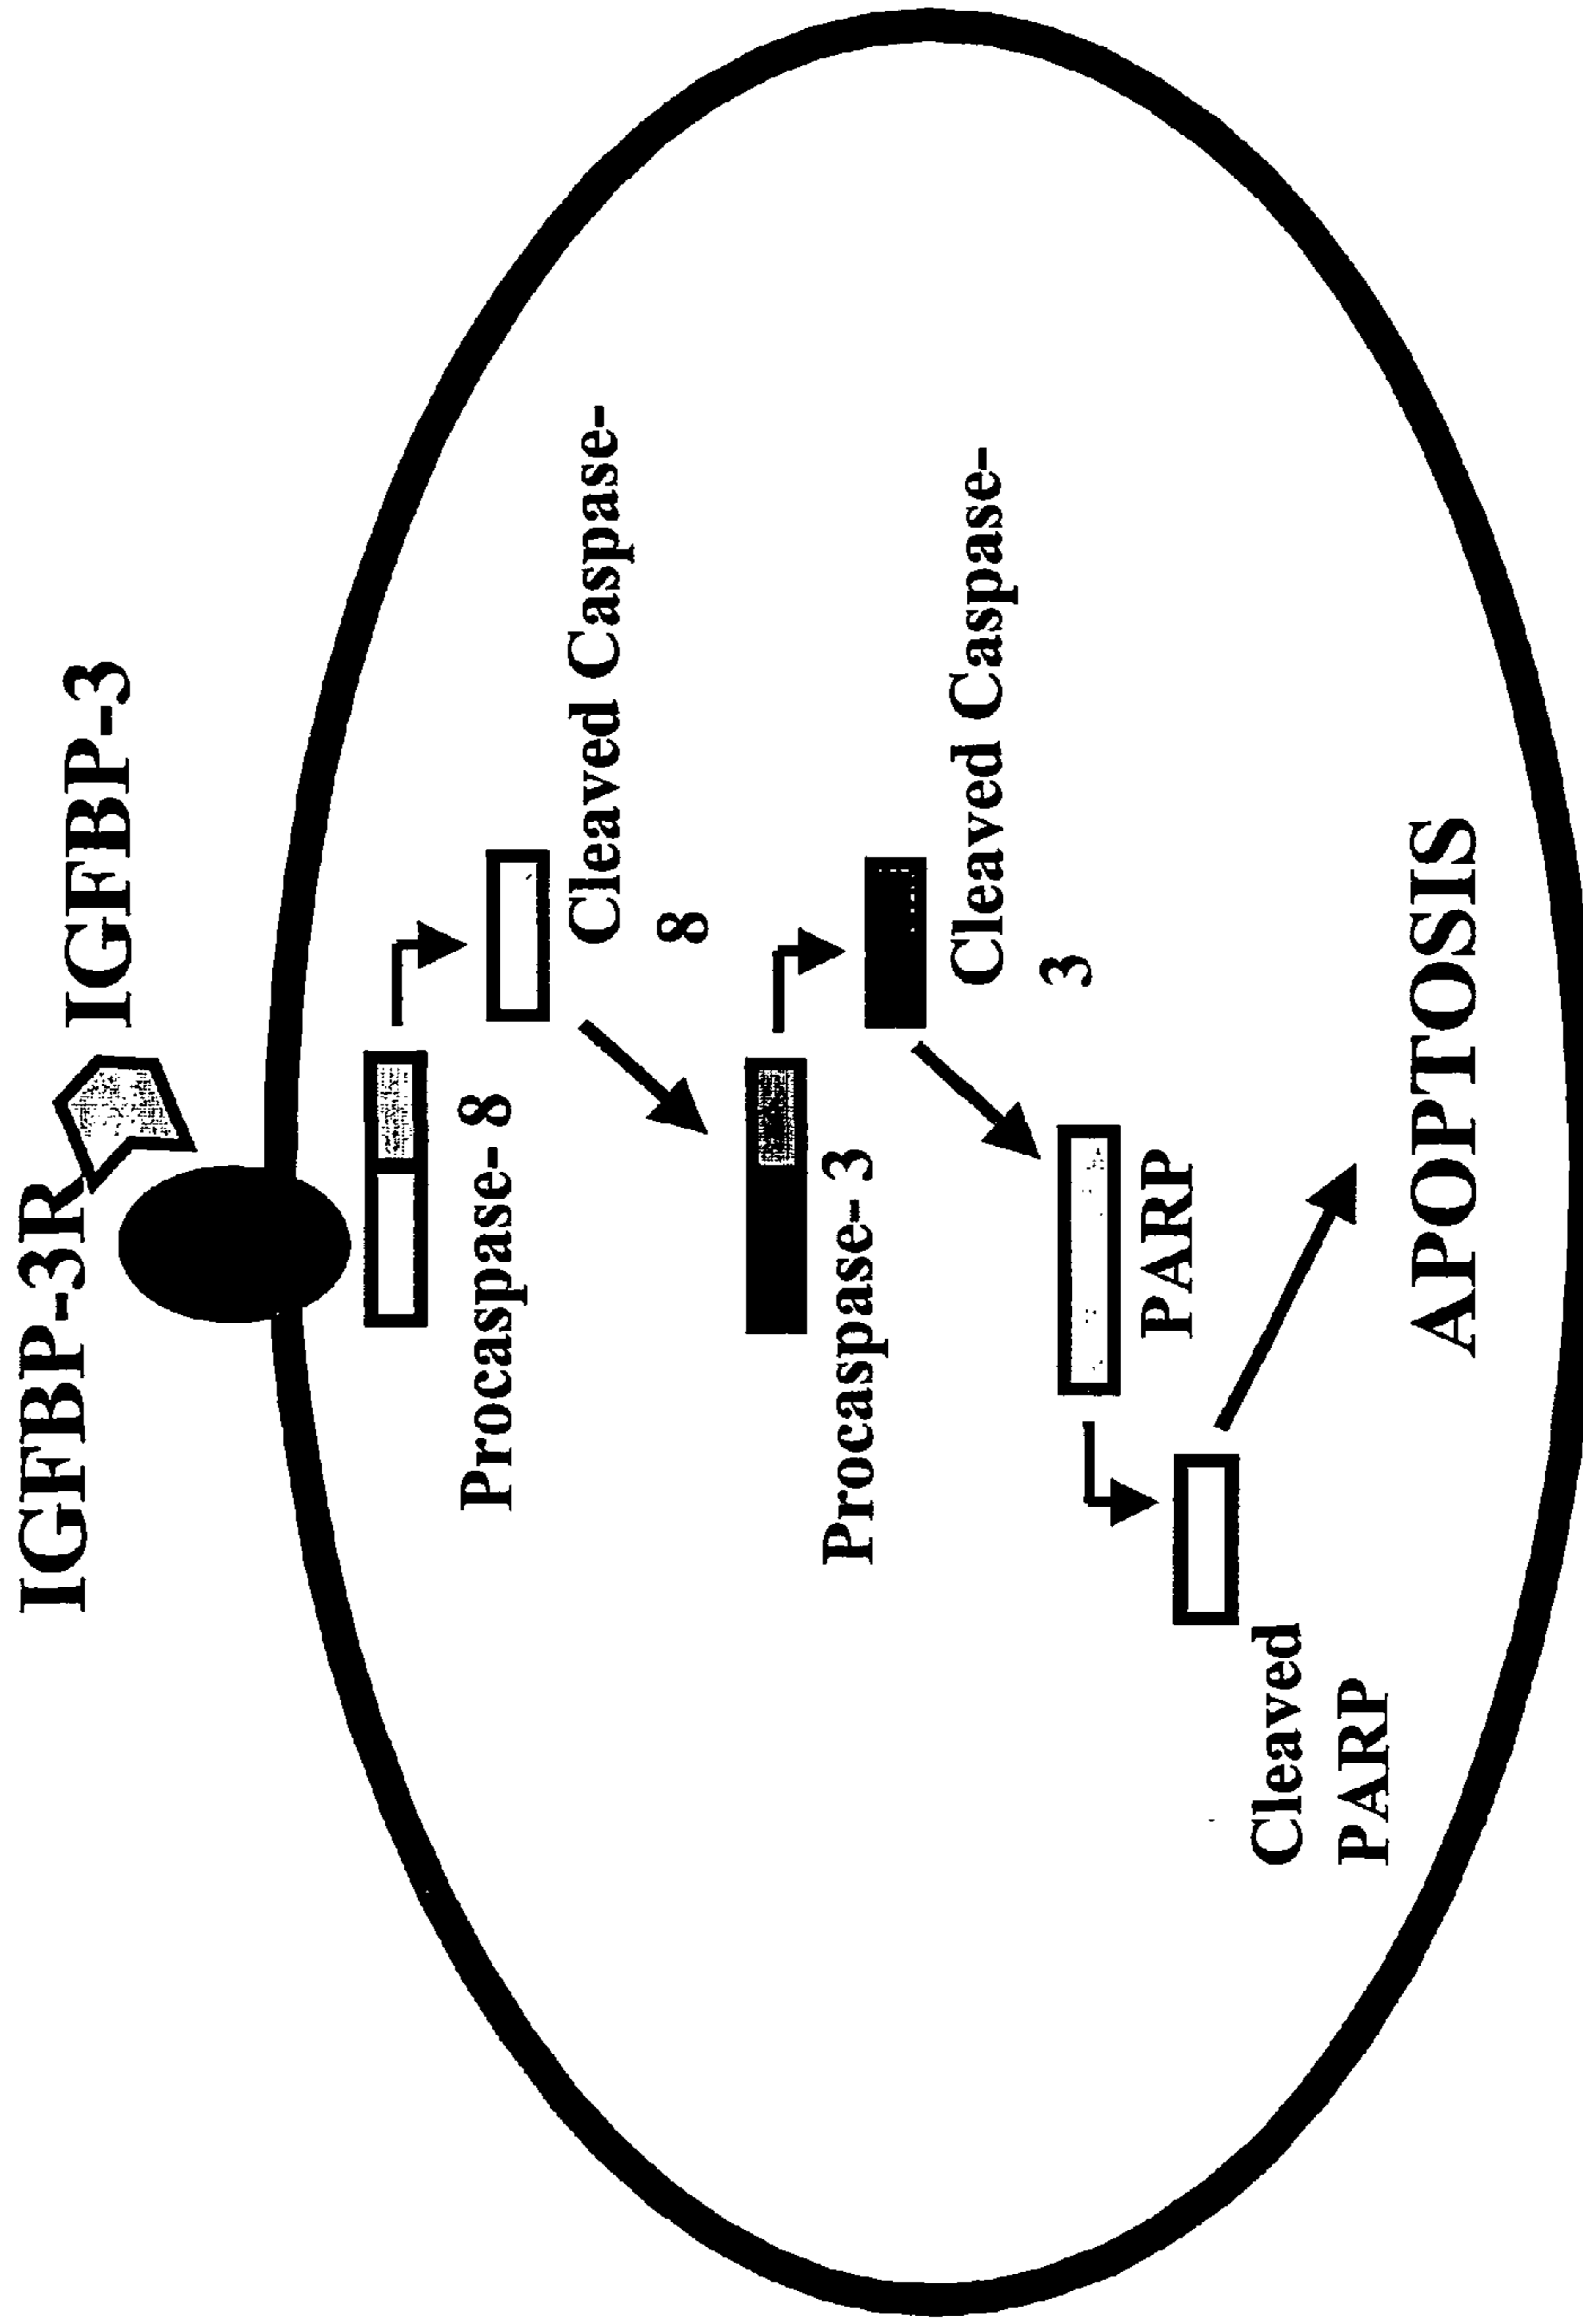 IGFBP-3R
IGFBP-3
Procaspase-8
Cleaved Caspase-
8
Procaspase-3
Cleaved Caspase-
3
PARP
Cleaved
PARP
APOPTOSIS